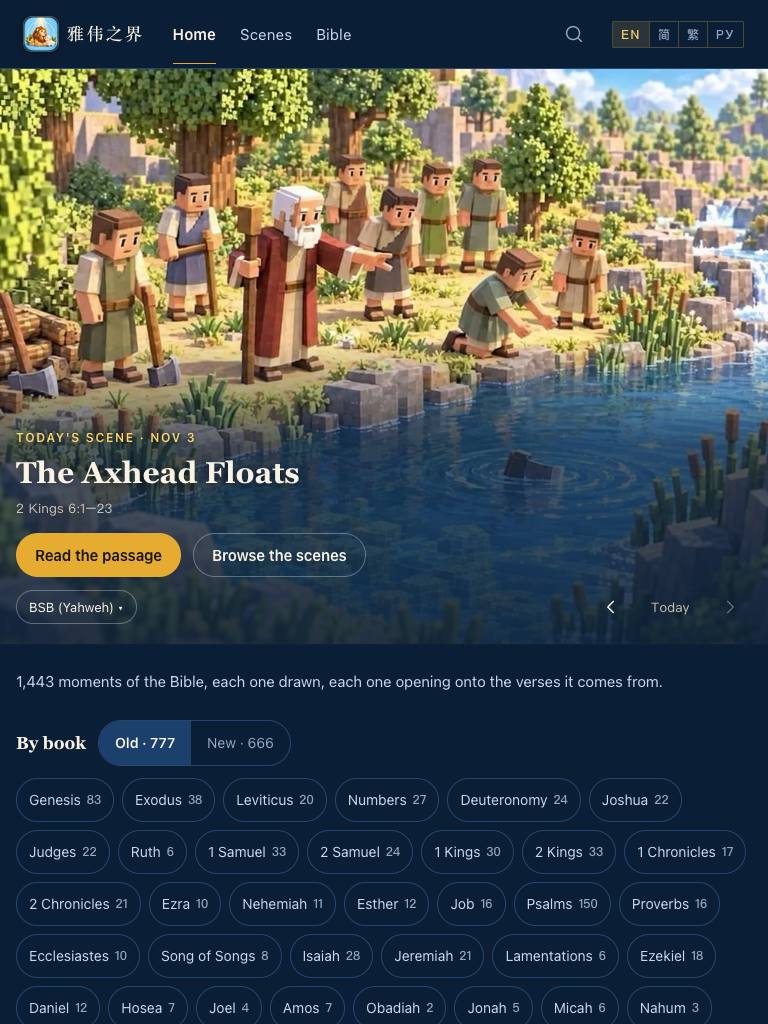 雅伟之界 Home Scenes Bible EN 简 繁 РУ
TODAY'S SCENE · NOV 3
The Axhead Floats
2 Kings 6:1–23
Read the passage Browse the scenes
BSB (Yahweh) ▾ Today
1,443 moments of the Bible, each one drawn, each one opening onto the verses it comes from.
By book Old · 777 New · 666
Genesis 83 Exodus 38 Leviticus 20 Numbers 27 Deuteronomy 24 Joshua 22
Judges 22 Ruth 6 1 Samuel 33 2 Samuel 24 1 Kings 30 2 Kings 33 1 Chronicles 17
2 Chronicles 21 Ezra 10 Nehemiah 11 Esther 12 Job 16 Psalms 150 Proverbs 16
Ecclesiastes 10 Song of Songs 8 Isaiah 28 Jeremiah 21 Lamentations 6 Ezekiel 18
Daniel 12 Hosea 7 Joel 4 Amos 7 Obadiah 2 Jonah 5 Micah 6 Nahum 3